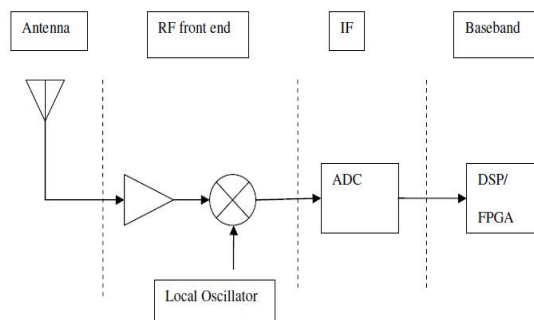 Antenna
RF front end
IF
Baseband
ADC
DSP/
FPGA
Local Oscillator